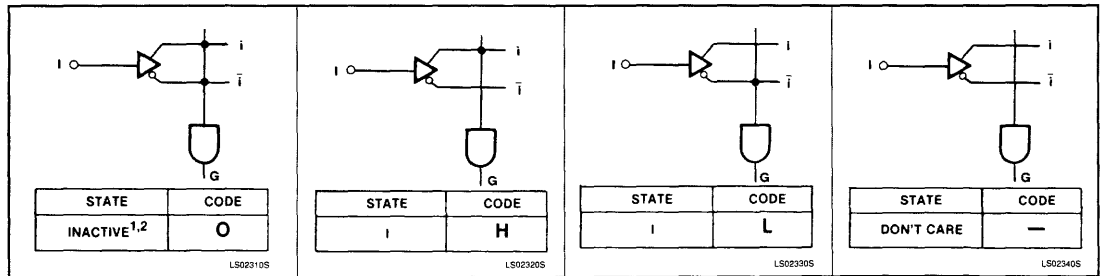 I
i
i̅
G
STATE CODE
INACTIVE1,2 O
LS02310S
I
i
i̅
G
STATE CODE
I H
LS02320S
I
i
i̅
G
STATE CODE
I L
LS02330S
I
i
i̅
G
STATE CODE
DON'T CARE —
LS02340S